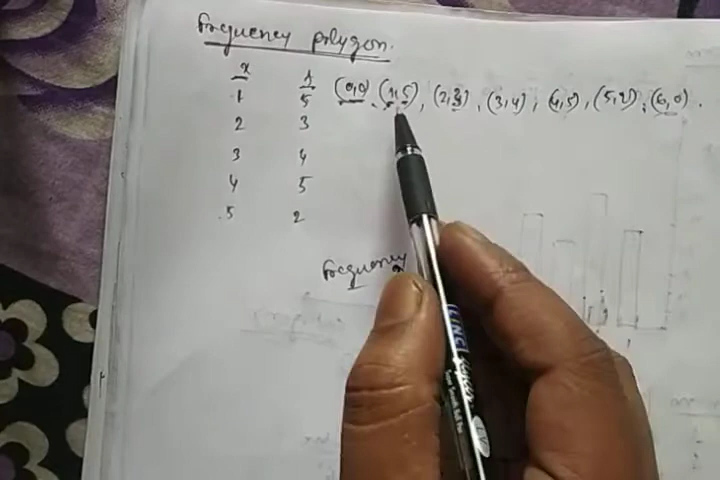 Frequency polygon.
x f
1 5 (0,0), (1,5), (2,3), (3,4), (4,5), (5,2), (6,0).
2 3
3 4
4 5
5 2
Frequency